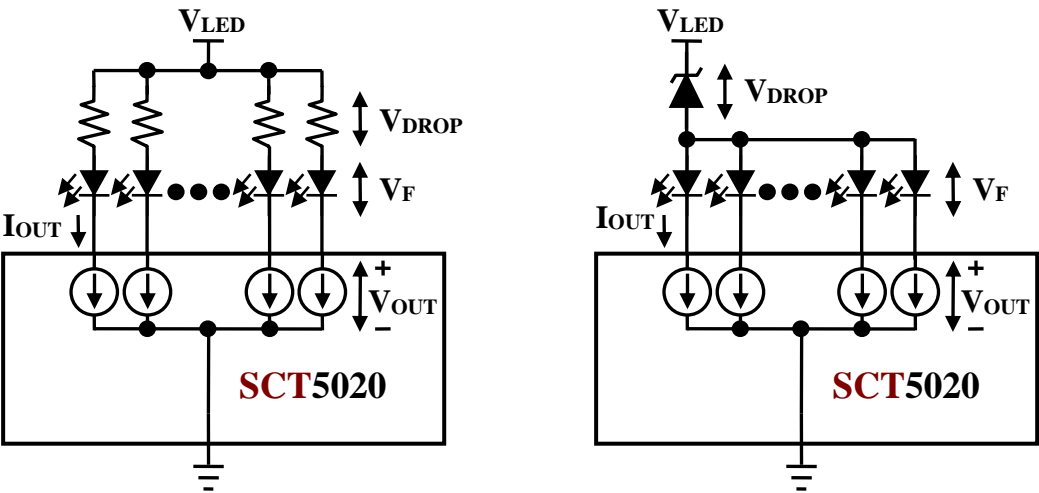 VLED
VDROP
VF
IOUT
+
VOUT
–
SCT5020
VLED
VDROP
VF
IOUT
+
VOUT
–
SCT5020